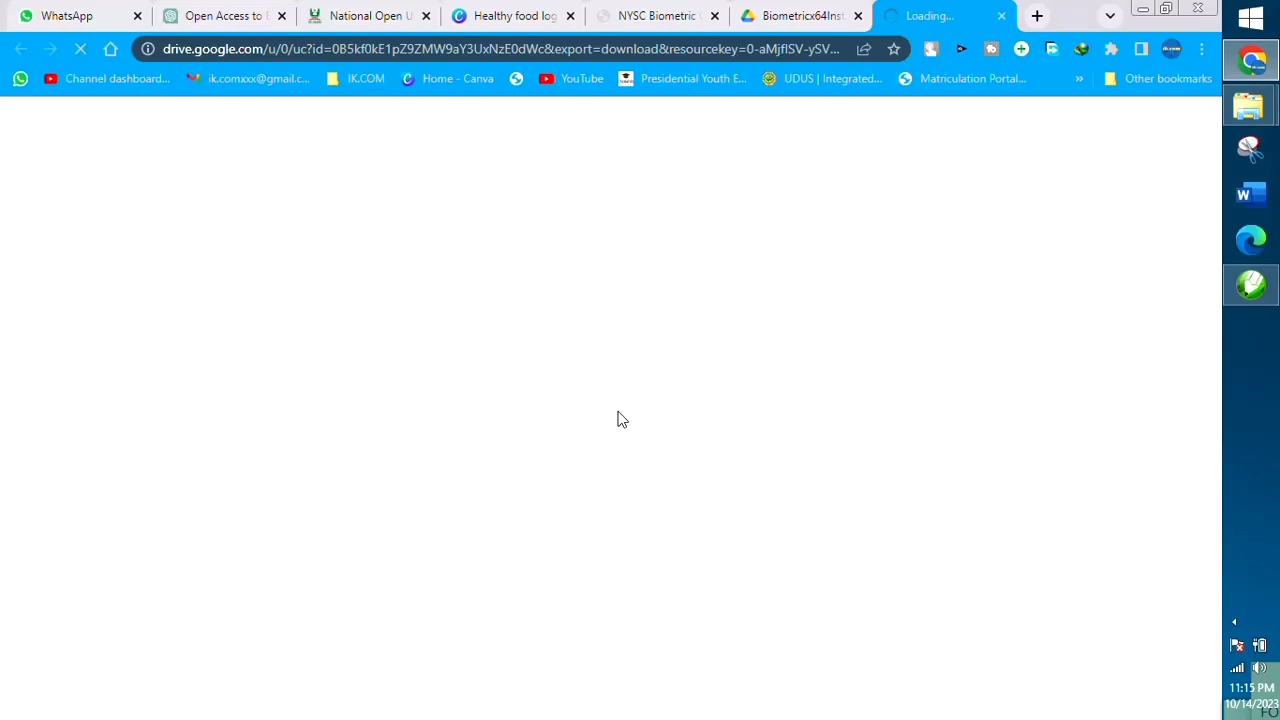 WhatsApp
Open Access to E
National Open U
Healthy food log
NYSC Biometric C
Biometricx64Inst
Loading...
drive.google.com/u/0/uc?id=0B5kf0kE1pZ9ZMW9aY3UxNzE0dWc&export=download&resourcekey=0-aMjflSV-ySV...
Channel dashboard...
ik.comxxx@gmail.c...
IK.COM
Home - Canva
YouTube
Presidential Youth E...
UDUS | Integrated...
Matriculation Portal...
»
Other bookmarks
11:15 PM
10/14/2023
FO